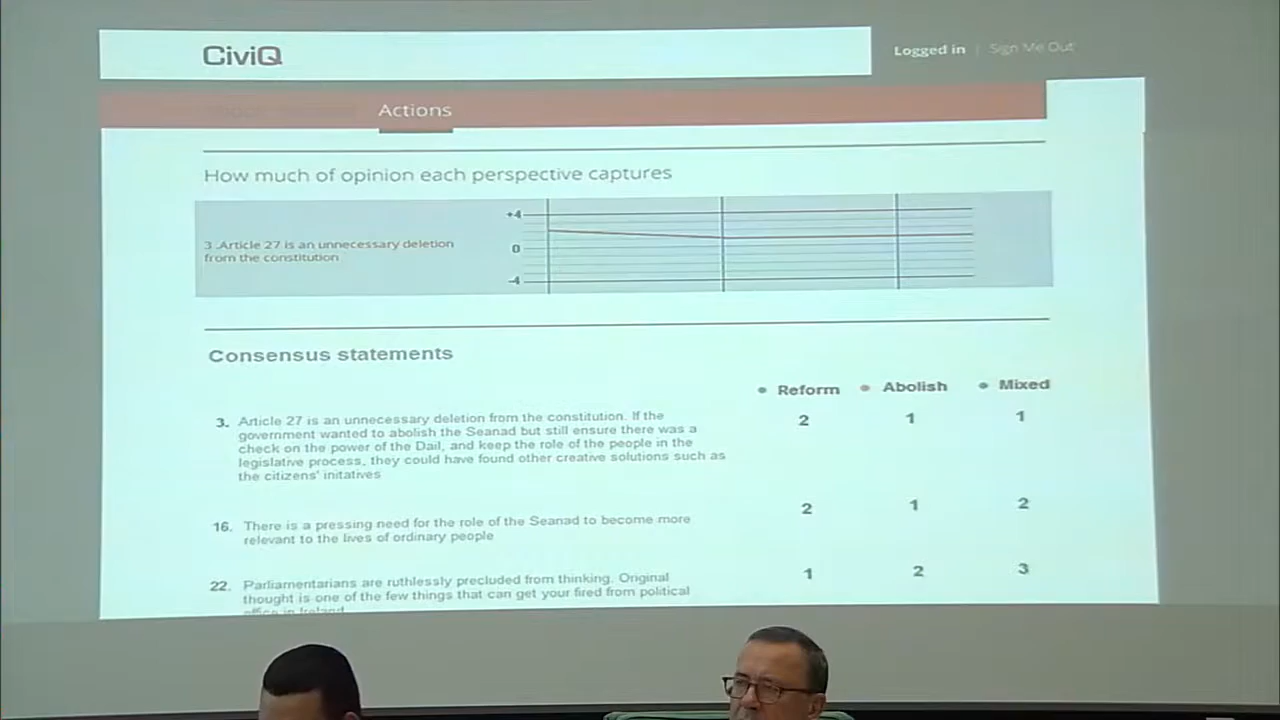 CiviQ
Logged in | Sign Me Out
Actions
How much of opinion each perspective captures
+4
3 .Article 27 is an unnecessary deletion
0
from the constitution
-4
Consensus statements
Reform
Abolish
Mixed
3. Article 27 is an unnecessary deletion from the constitution. If the
government wanted to abolish the Seanad but still ensure there was a
check on the power of the Dail, and keep the role of the people in the
legislative process, they could have found other creative solutions such as
the citizens' initatives
2 1 1
16. There is a pressing need for the role of the Seanad to become more
relevant to the lives of ordinary people
2 1 2
22. Parliamentarians are ruthlessly precluded from thinking. Original
thought is one of the few things that can get your fired from political
office in Ireland
1 2 3